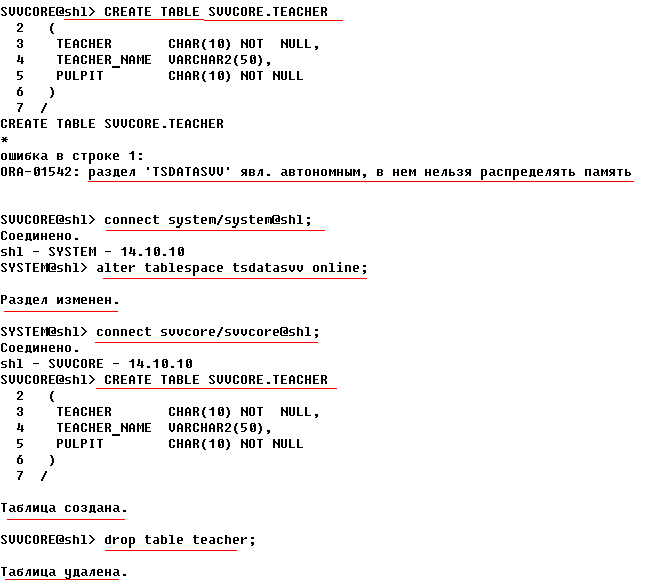 SVVCORE@shl> CREATE TABLE SVVCORE.TEACHER
  2   (
  3    TEACHER       CHAR(10) NOT  NULL,
  4    TEACHER_NAME  VARCHAR2(50),
  5    PULPIT        CHAR(10) NOT NULL
  6   )
  7  /
CREATE TABLE SVVCORE.TEACHER
*
ошибка в строке 1:
ORA-01542: раздел 'TSDATASVV' явл. автономным, в нем нельзя распределять память
SVVCORE@shl> connect system/system@shl;
Соединено.
shl - SYSTEM - 14.10.10
SYSTEM@shl> alter tablespace tsdatasvv online;
Раздел изменен.
SYSTEM@shl> connect svvcore/svvcore@shl;
Соединено.
shl - SVVCORE - 14.10.10
SVVCORE@shl> CREATE TABLE SVVCORE.TEACHER
  2   (
  3    TEACHER       CHAR(10) NOT  NULL,
  4    TEACHER_NAME  VARCHAR2(50),
  5    PULPIT        CHAR(10) NOT NULL
  6   )
  7  /
Таблица создана.
SVVCORE@shl> drop table teacher;
Таблица удалена.